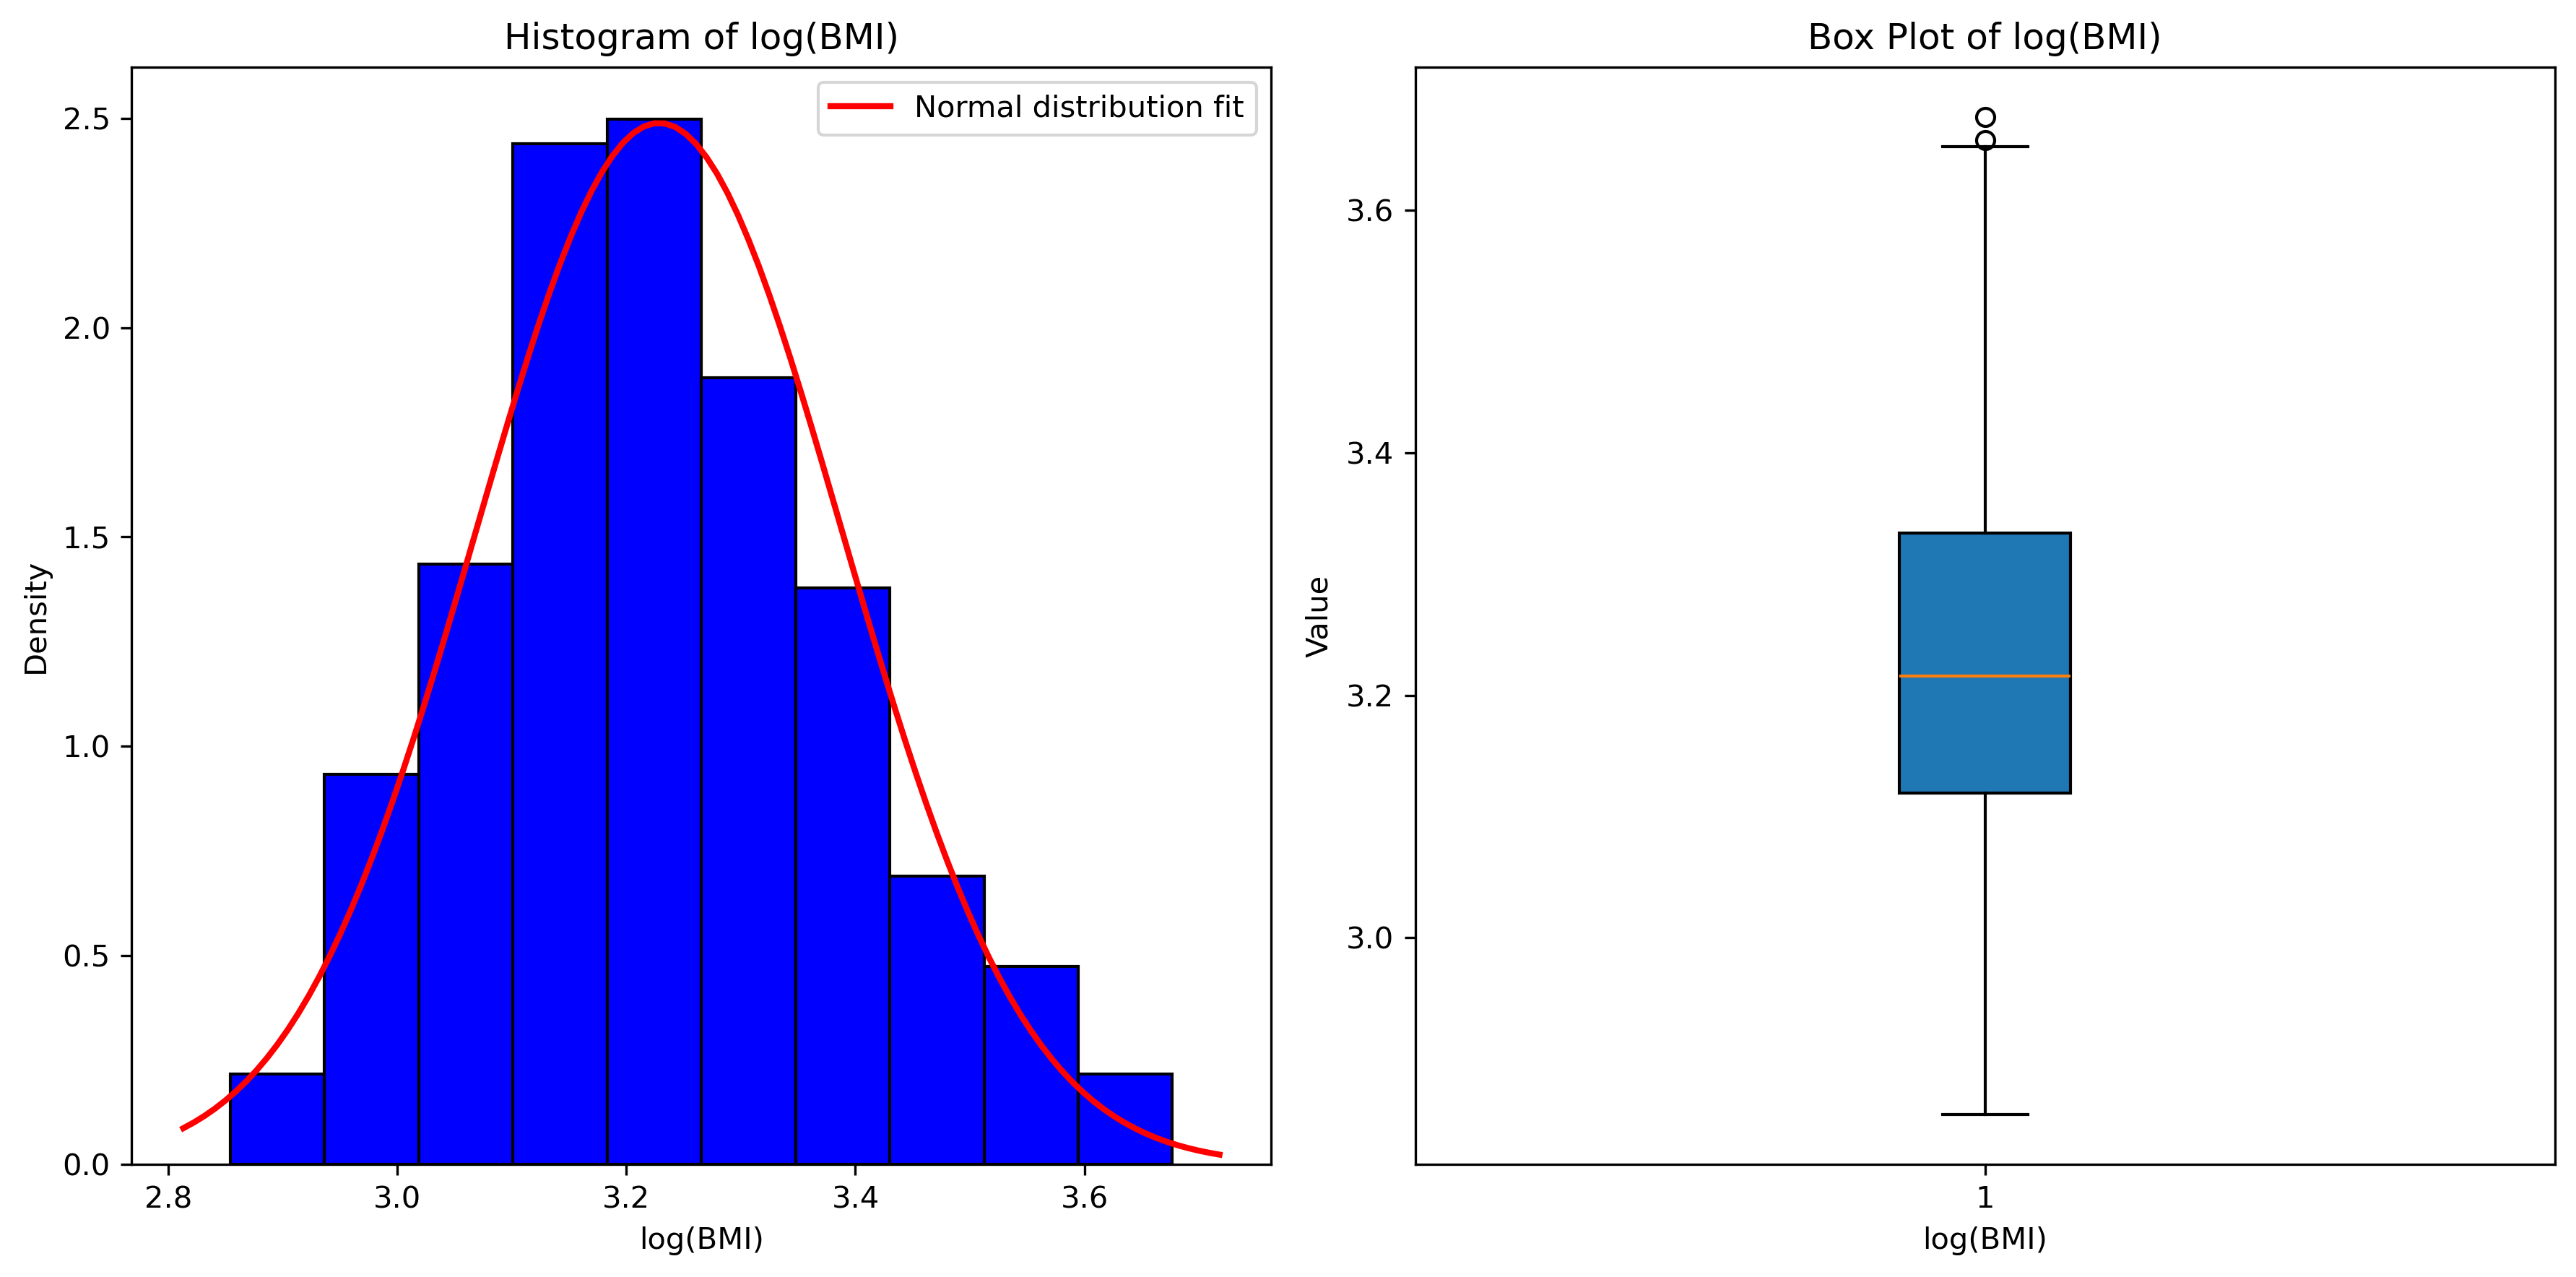 Histogram of log(BMI)
Normal distribution fit
Density
2.5
2.0
1.5
1.0
0.5
0.0
2.8 3.0 3.2 3.4 3.6
log(BMI)
Box Plot of log(BMI)
Value
3.6
3.4
3.2
3.0
1
log(BMI)